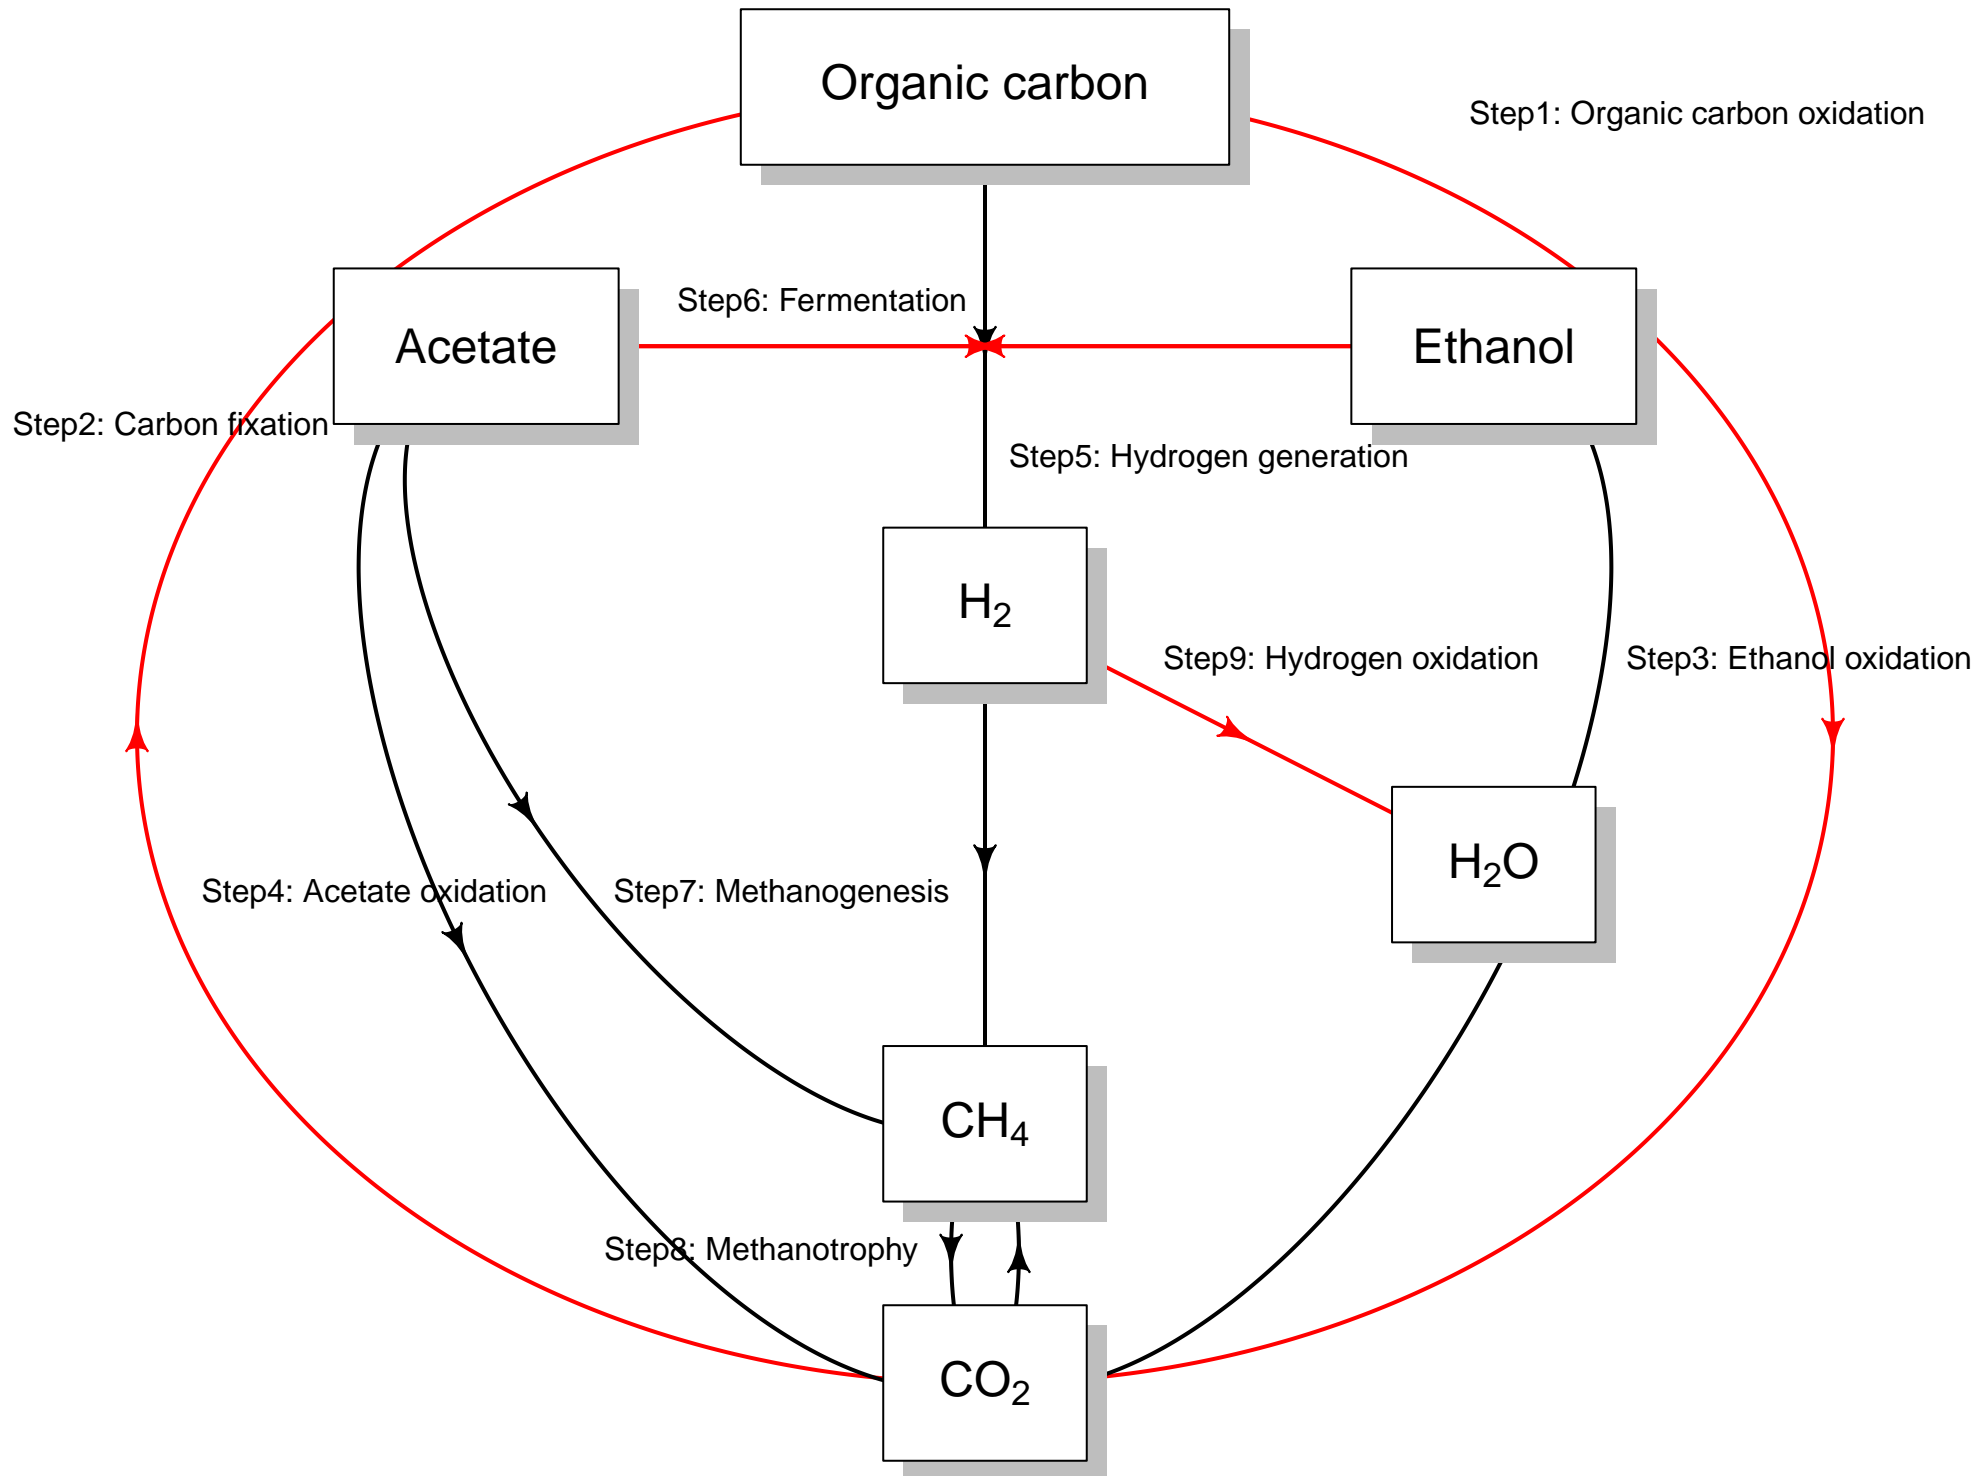 Organic carbon
Step1: Organic carbon oxidation
Acetate
Step6: Fermentation
Ethanol
Step2: Carbon fixation
Step5: Hydrogen generation
H₂
Step9: Hydrogen oxidation
Step3: Ethanol oxidation
H₂O
Step4: Acetate oxidation
Step7: Methanogenesis
CH₄
Step8: Methanotrophy
CO₂